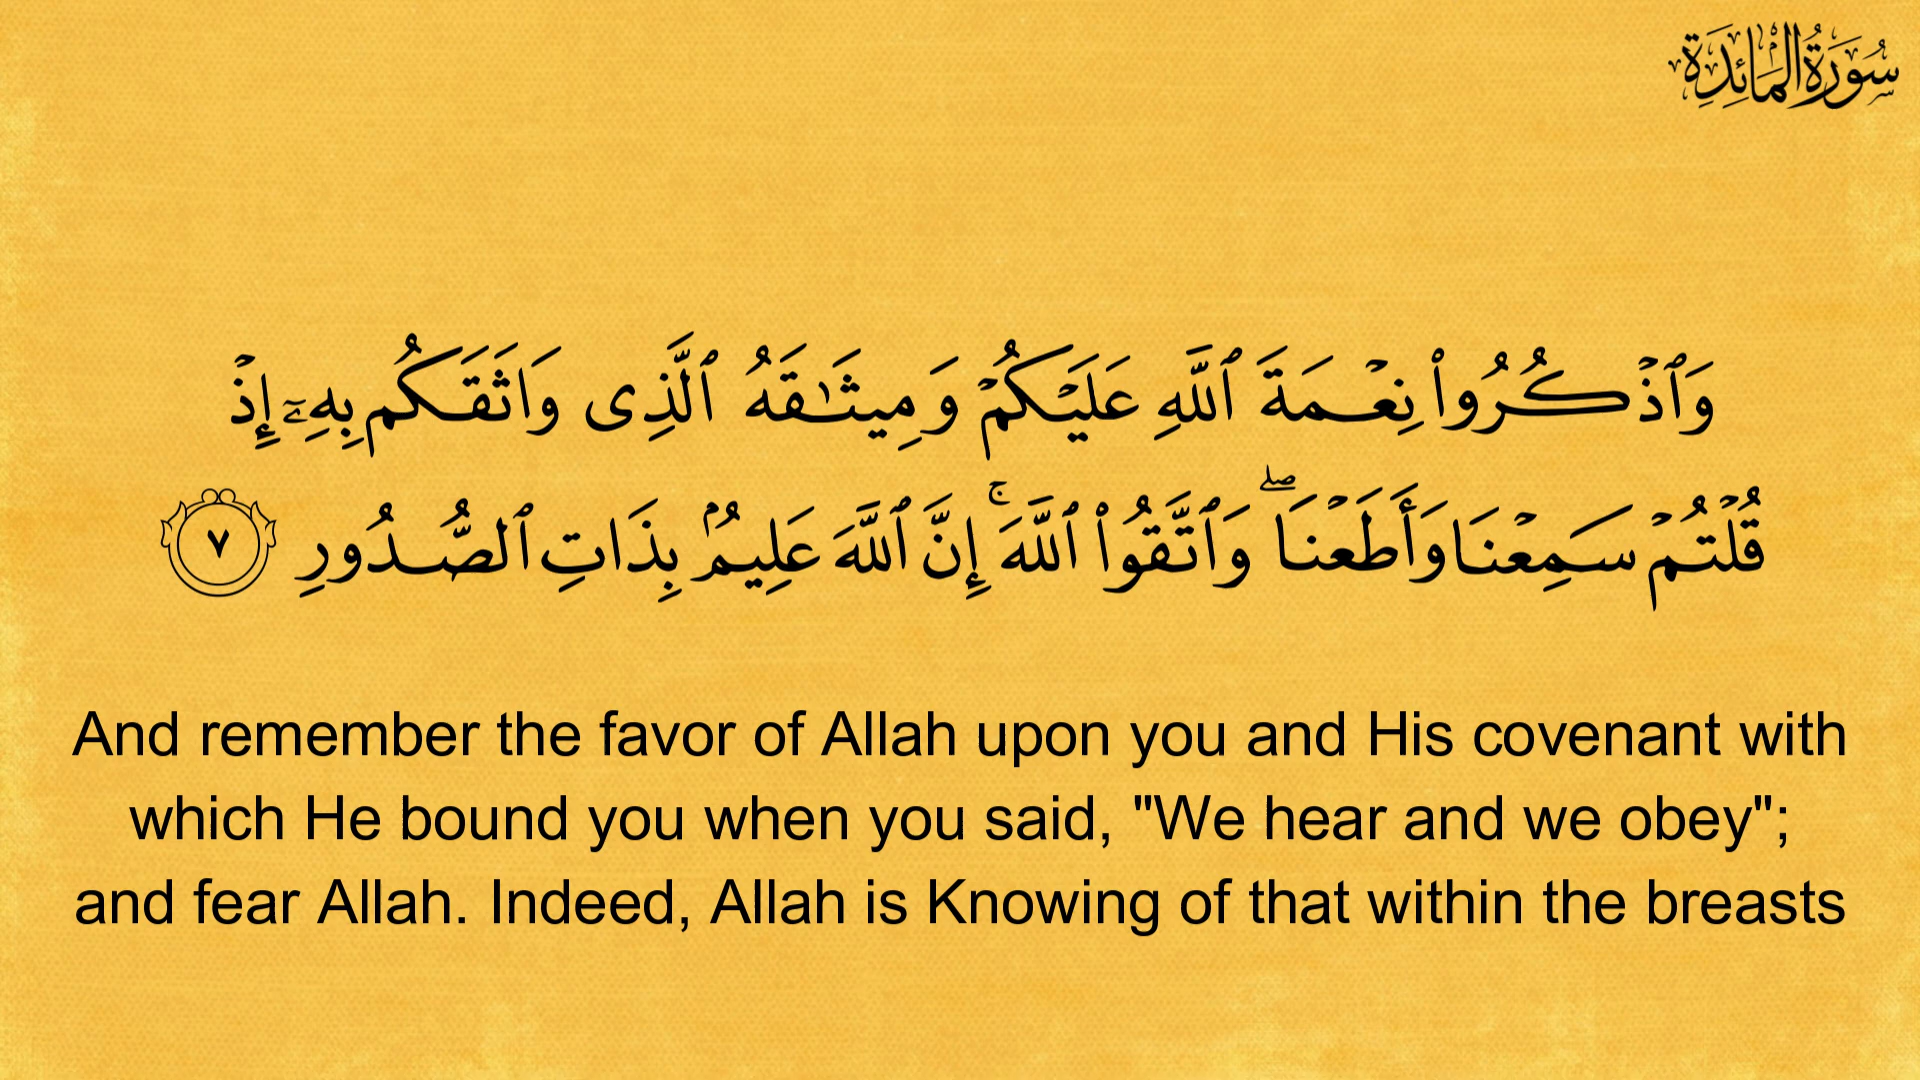 سُورَةُ المَائِدَةِ
وَٱذۡكُرُواْ نِعۡمَةَ ٱللَّهِ عَلَيۡكُمۡ وَمِيثَٰقَهُ ٱلَّذِى وَاثَقَكُم بِهِۦٓ إِذۡ
قُلۡتُمۡ سَمِعۡنَا وَأَطَعۡنَاۖ وَٱتَّقُواْ ٱللَّهَۚ إِنَّ ٱللَّهَ عَلِيمُۢ بِذَاتِ ٱلصُّدُورِ ٧
And remember the favor of Allah upon you and His covenant with
which He bound you when you said, "We hear and we obey";
and fear Allah. Indeed, Allah is Knowing of that within the breasts